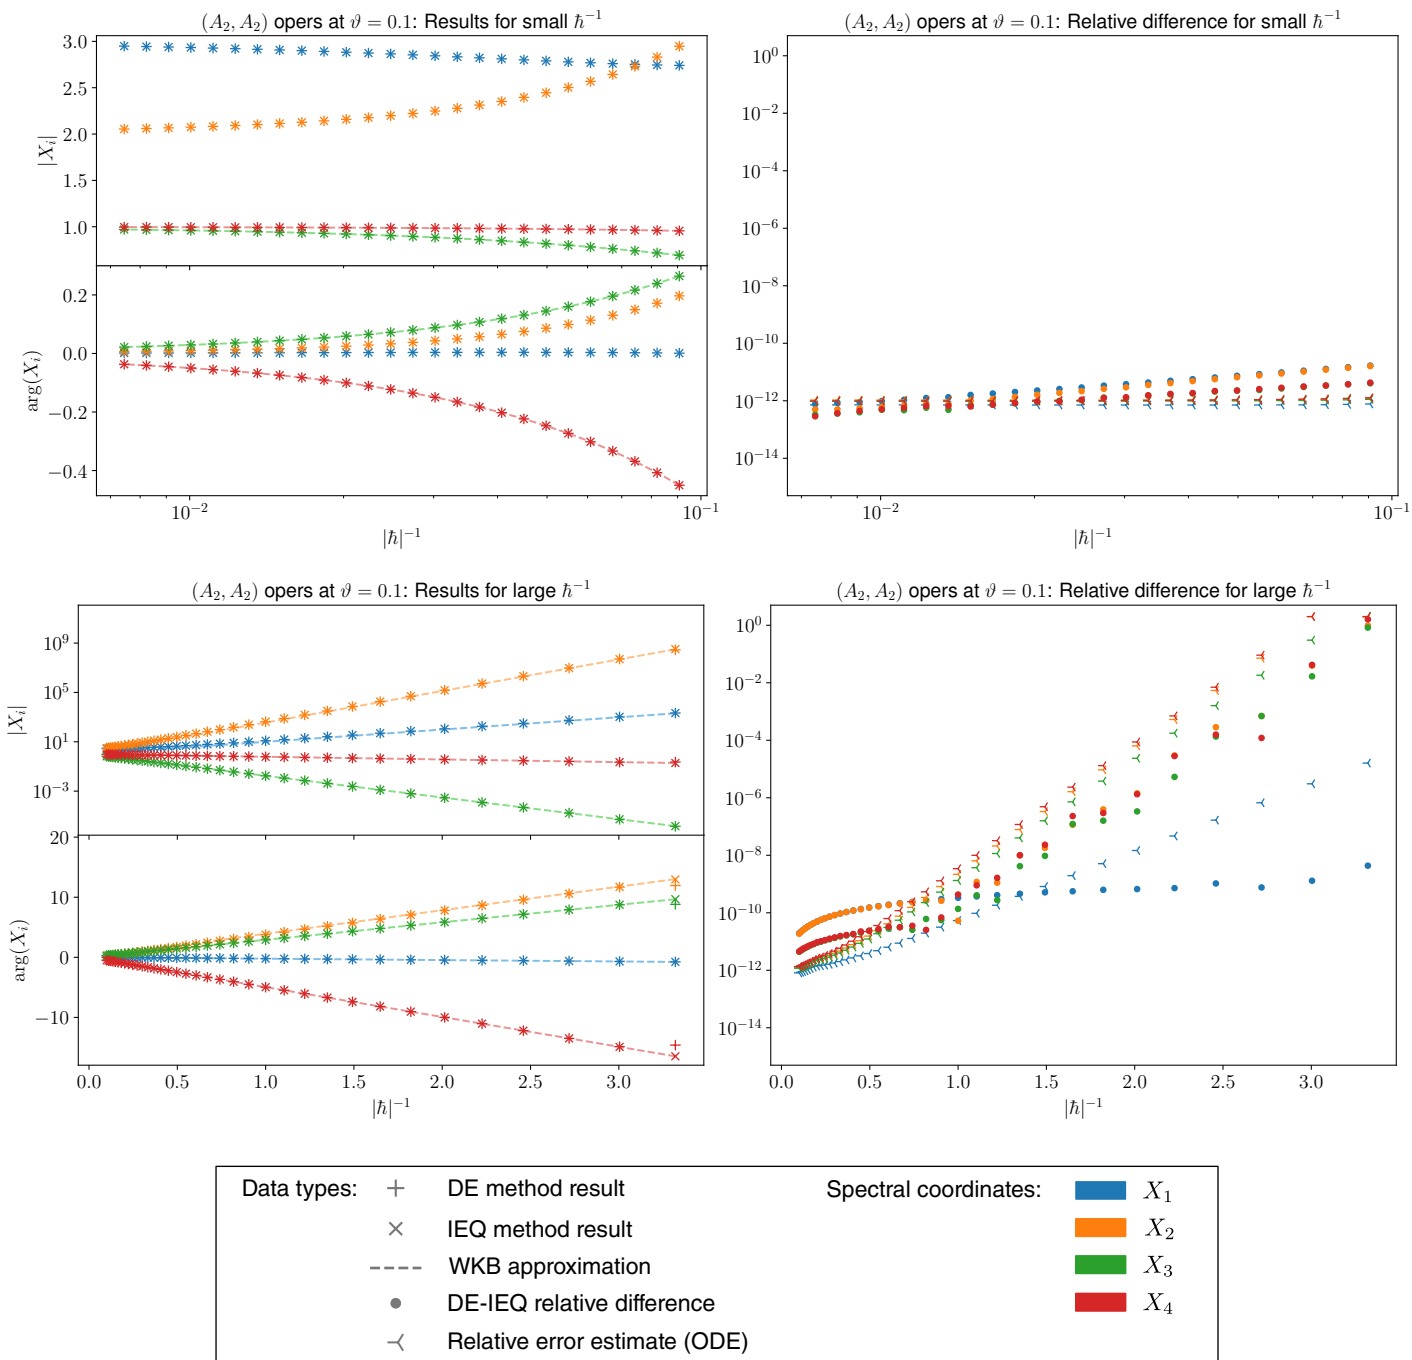 (A₂, A₂) opers at ϑ = 0.1: Results for small ℏ⁻¹
3.0
2.5
2.0
1.5
1.0
|Xᵢ|
0.2
0.0
−0.2
−0.4
arg(Xᵢ)
10⁻²
10⁻¹
|ℏ|⁻¹
(A₂, A₂) opers at ϑ = 0.1: Relative difference for small ℏ⁻¹
10⁰
10⁻²
10⁻⁴
10⁻⁶
10⁻⁸
10⁻¹⁰
10⁻¹²
10⁻¹⁴
10⁻²
10⁻¹
|ℏ|⁻¹
(A₂, A₂) opers at ϑ = 0.1: Results for large ℏ⁻¹
10⁹
10⁵
10¹
10⁻³
|Xᵢ|
20
10
0
−10
arg(Xᵢ)
0.0 0.5 1.0 1.5 2.0 2.5 3.0
|ℏ|⁻¹
(A₂, A₂) opers at ϑ = 0.1: Relative difference for large ℏ⁻¹
10⁰
10⁻²
10⁻⁴
10⁻⁶
10⁻⁸
10⁻¹⁰
10⁻¹²
10⁻¹⁴
0.0 0.5 1.0 1.5 2.0 2.5 3.0
|ℏ|⁻¹
Data types:
DE method result
IEQ method result
WKB approximation
DE-IEQ relative difference
Relative error estimate (ODE)
Spectral coordinates:
X₁
X₂
X₃
X₄